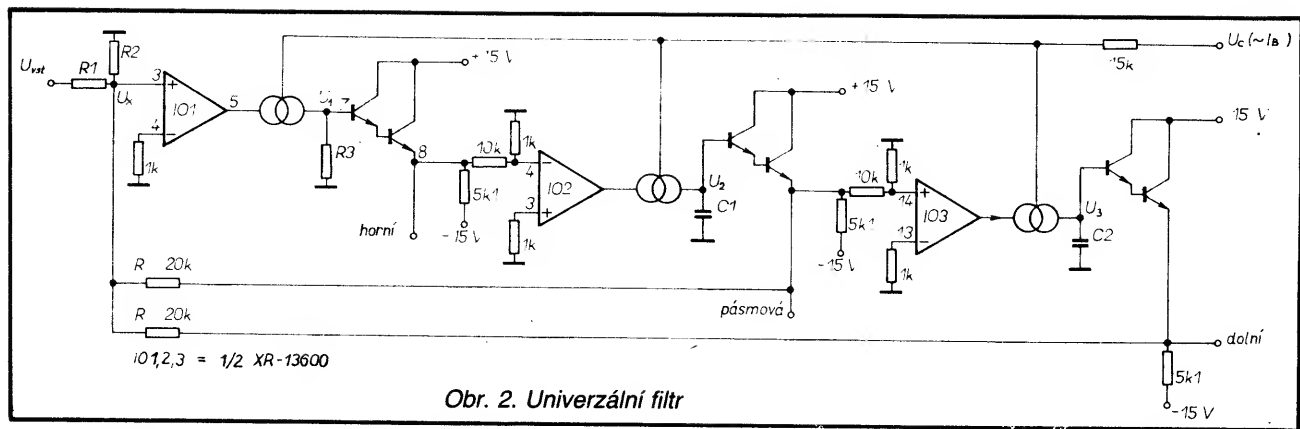 R2
U_C (~I_B)
+15 V
15k
U_vst
R1
3
+
U_x
IO1
5
U_1
+15 V
15 V
4
−
1k
R3
8
10k
1k
4
−
IO2
U_2
10k
1k
14
+
IO3
U_3
5k1
3
+
C1
5k1
13
−
C2
horní
−15 V
1k
−15 V
1k
R 20k
pásmová
R 20k
dolní
iO1,2,3 = 1/2 XR-13600
5k1
Obr. 2. Univerzální filtr
−15 V